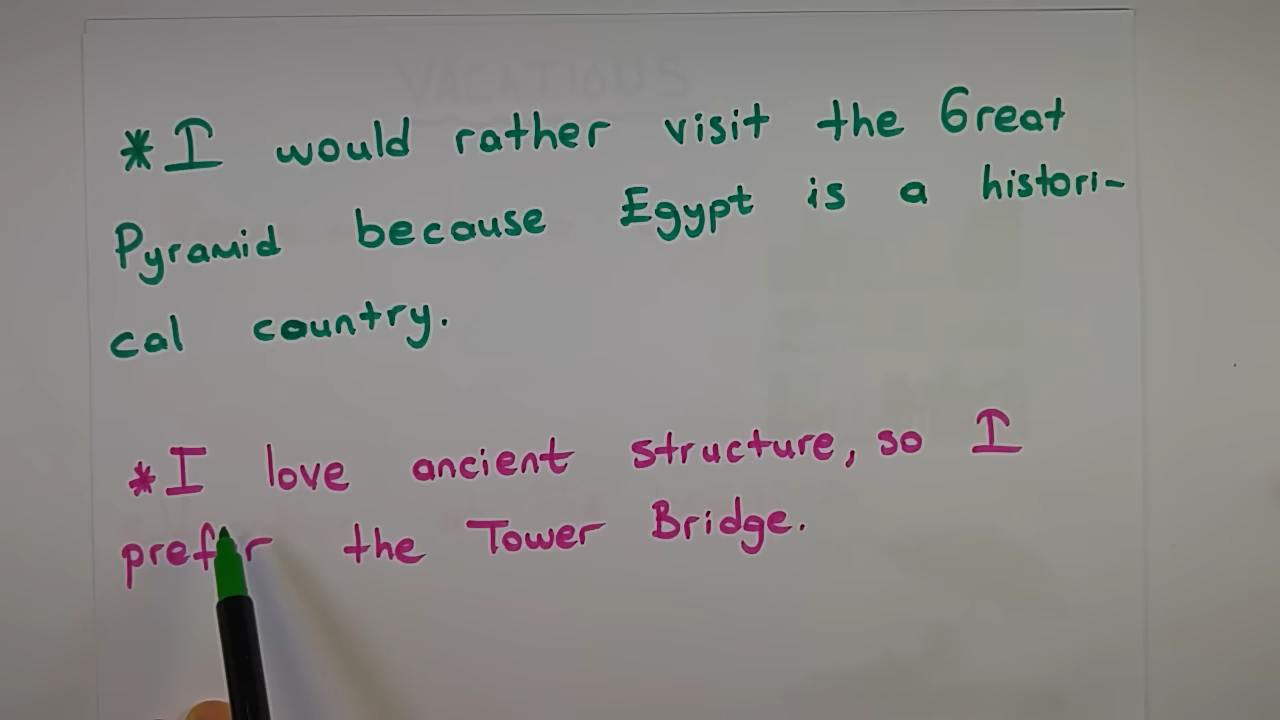 VACATIONS
*I would rather visit the Great
Pyramid because Egypt is a histori-
cal country.
*I love ancient structure, so I
prefer the Tower Bridge.